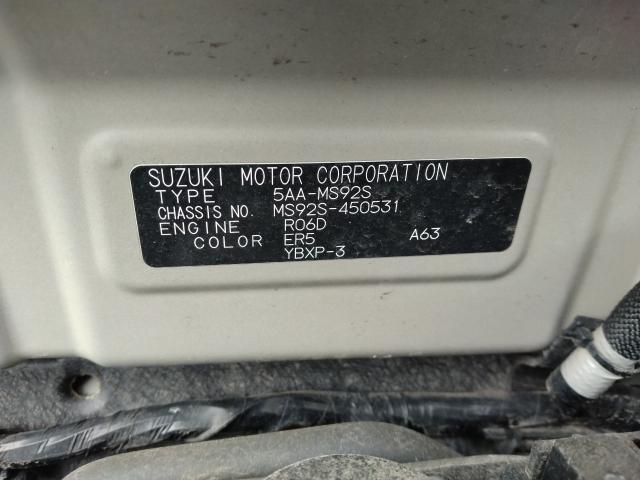 SUZUKI MOTOR CORPORATION
TYPE 5AA-MS92S
CHASSIS NO. MS92S-450531
ENGINE R06D
COLOR ER5 A63
YBXP-3